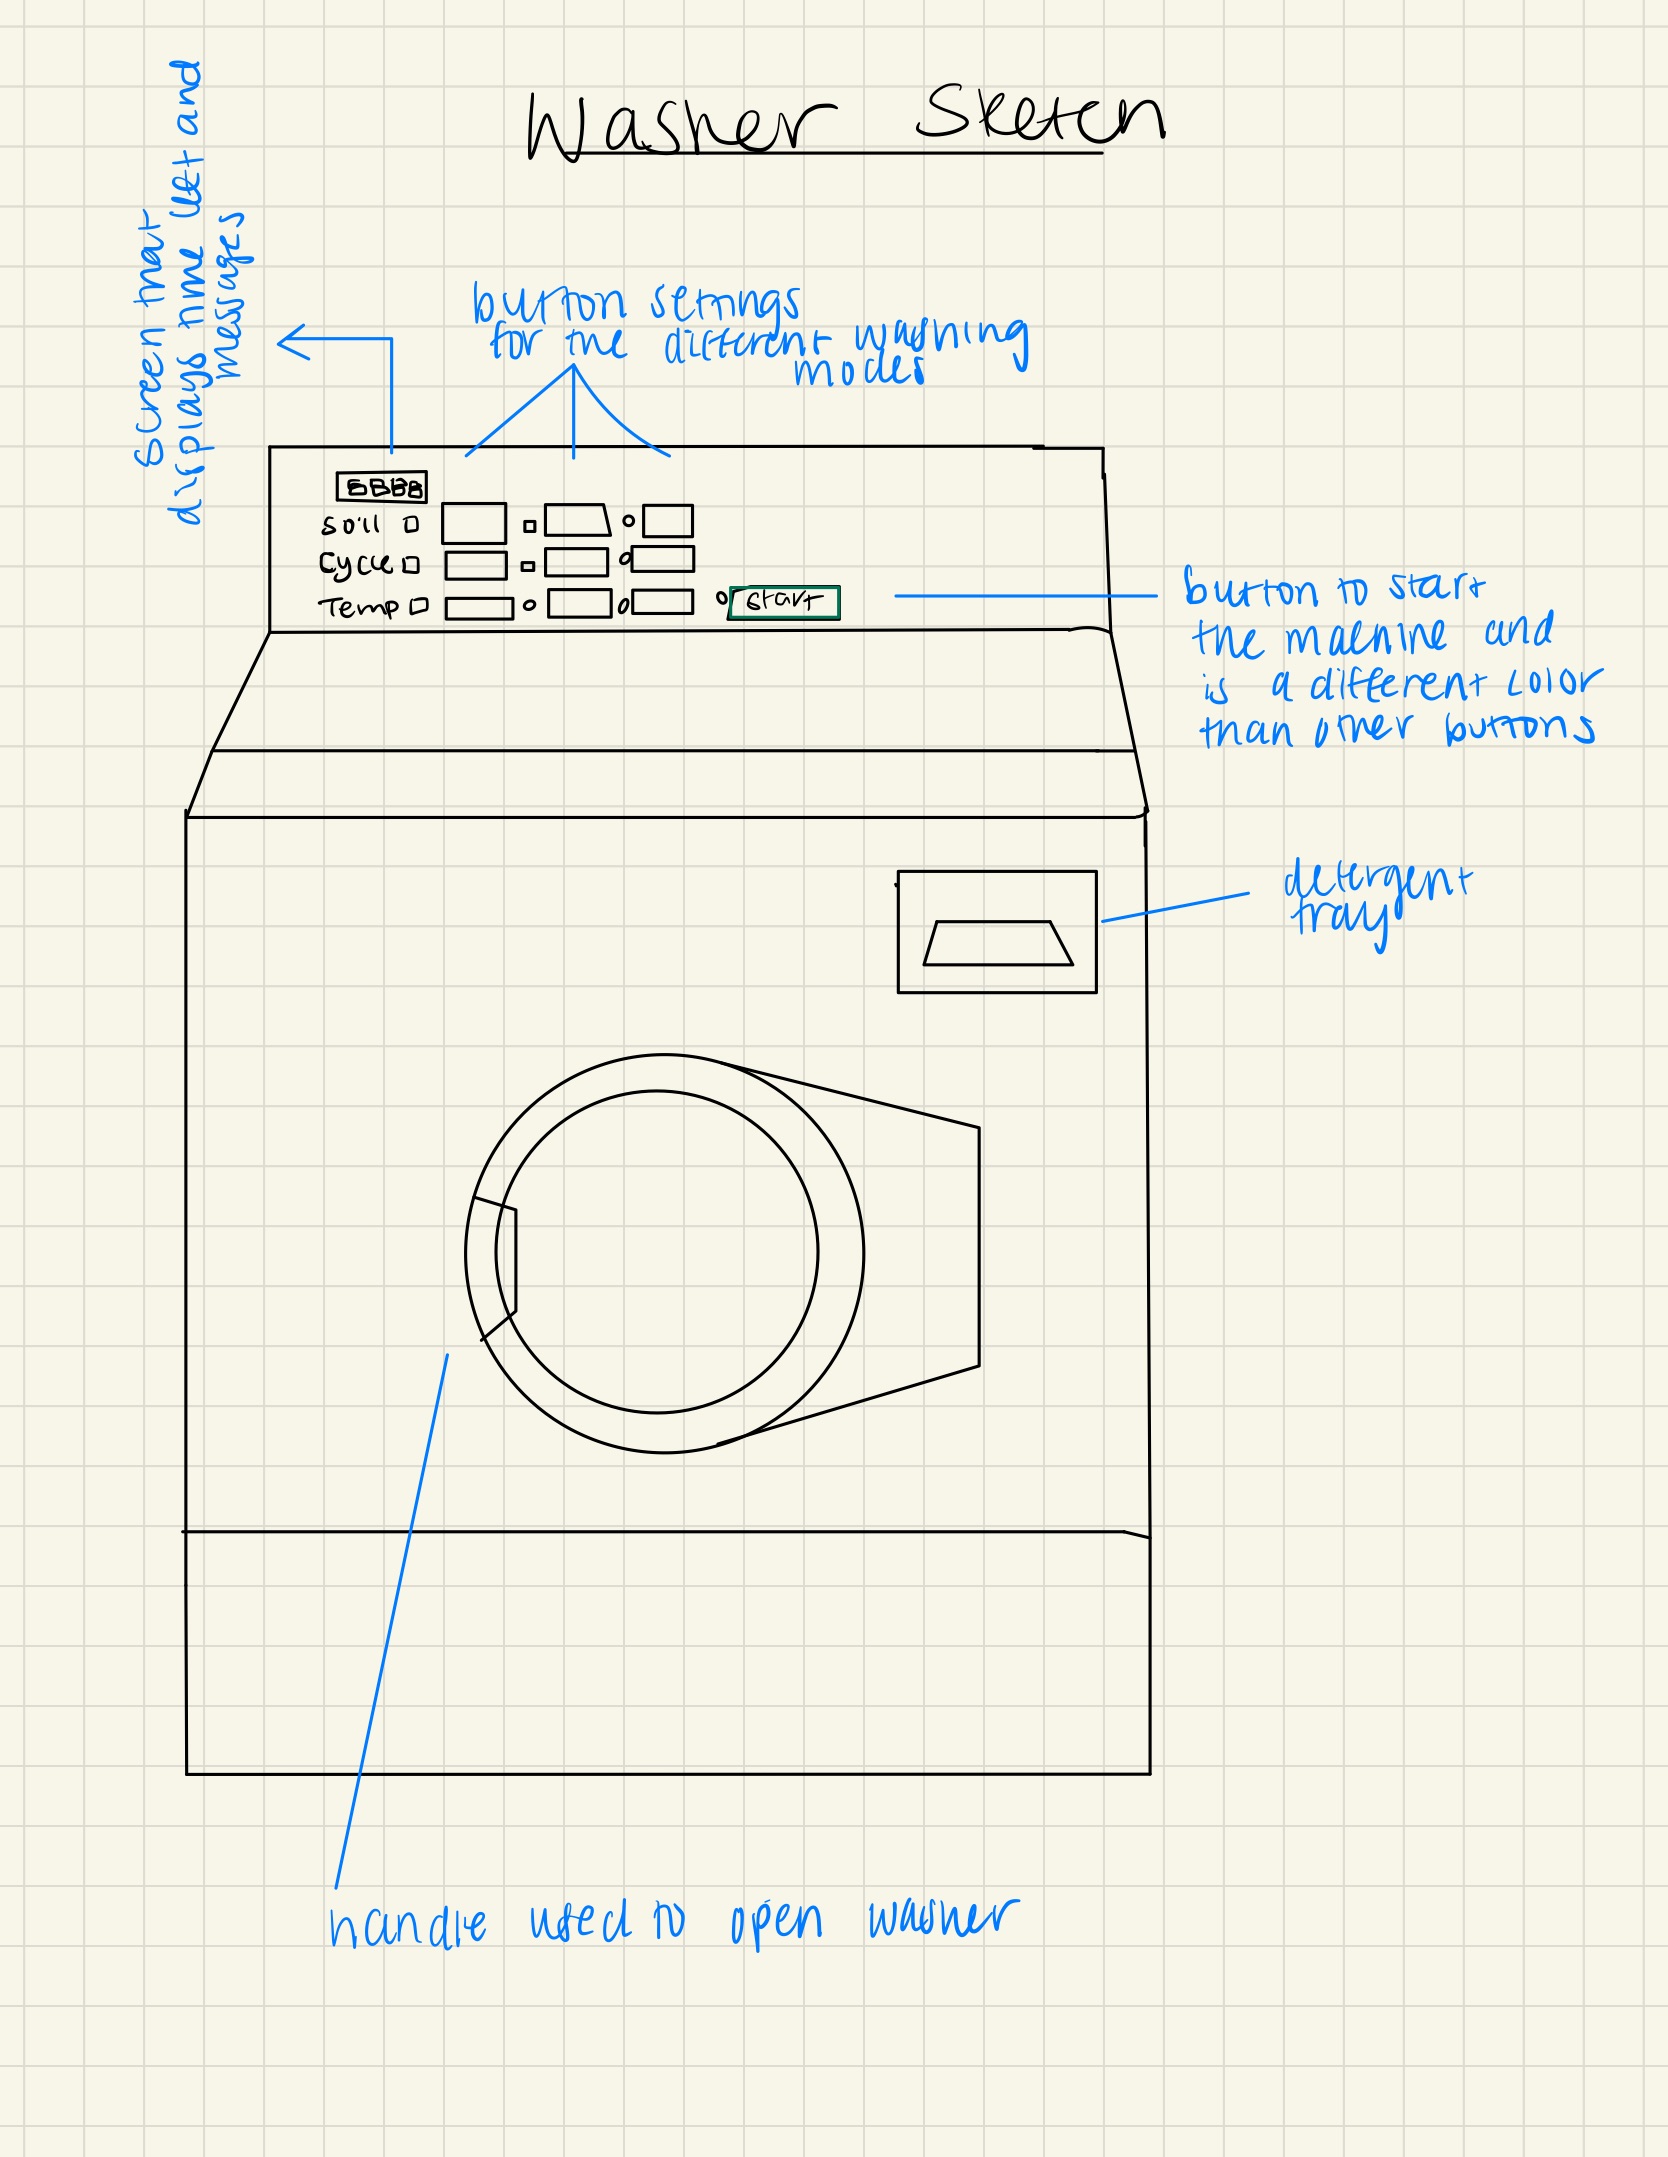 Washer Sketch
Screen that
displays time left and
messages
button settings
for the different washing
modes
8888
Soil
Cycle
Temp
start
button to start
the machine and
is a different color
than other buttons
detergent
tray
handle used to open washer